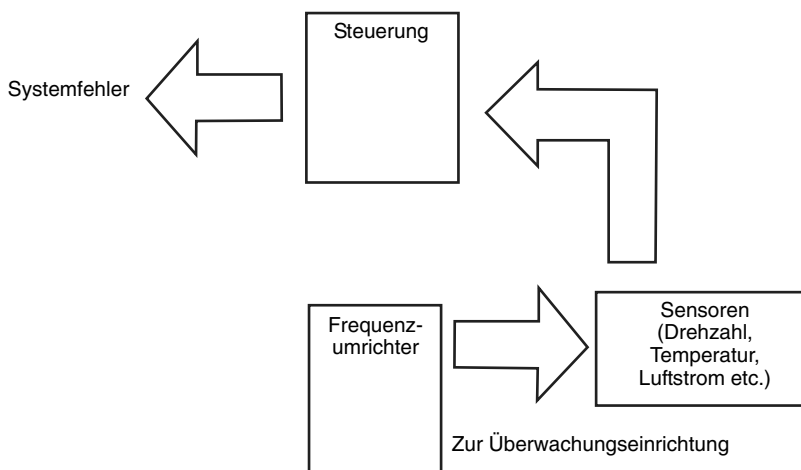 Steuerung
Systemfehler
Frequenz-
umrichter
Sensoren
(Drehzahl,
Temperatur,
Luftstrom etc.)
Zur Überwachungseinrichtung